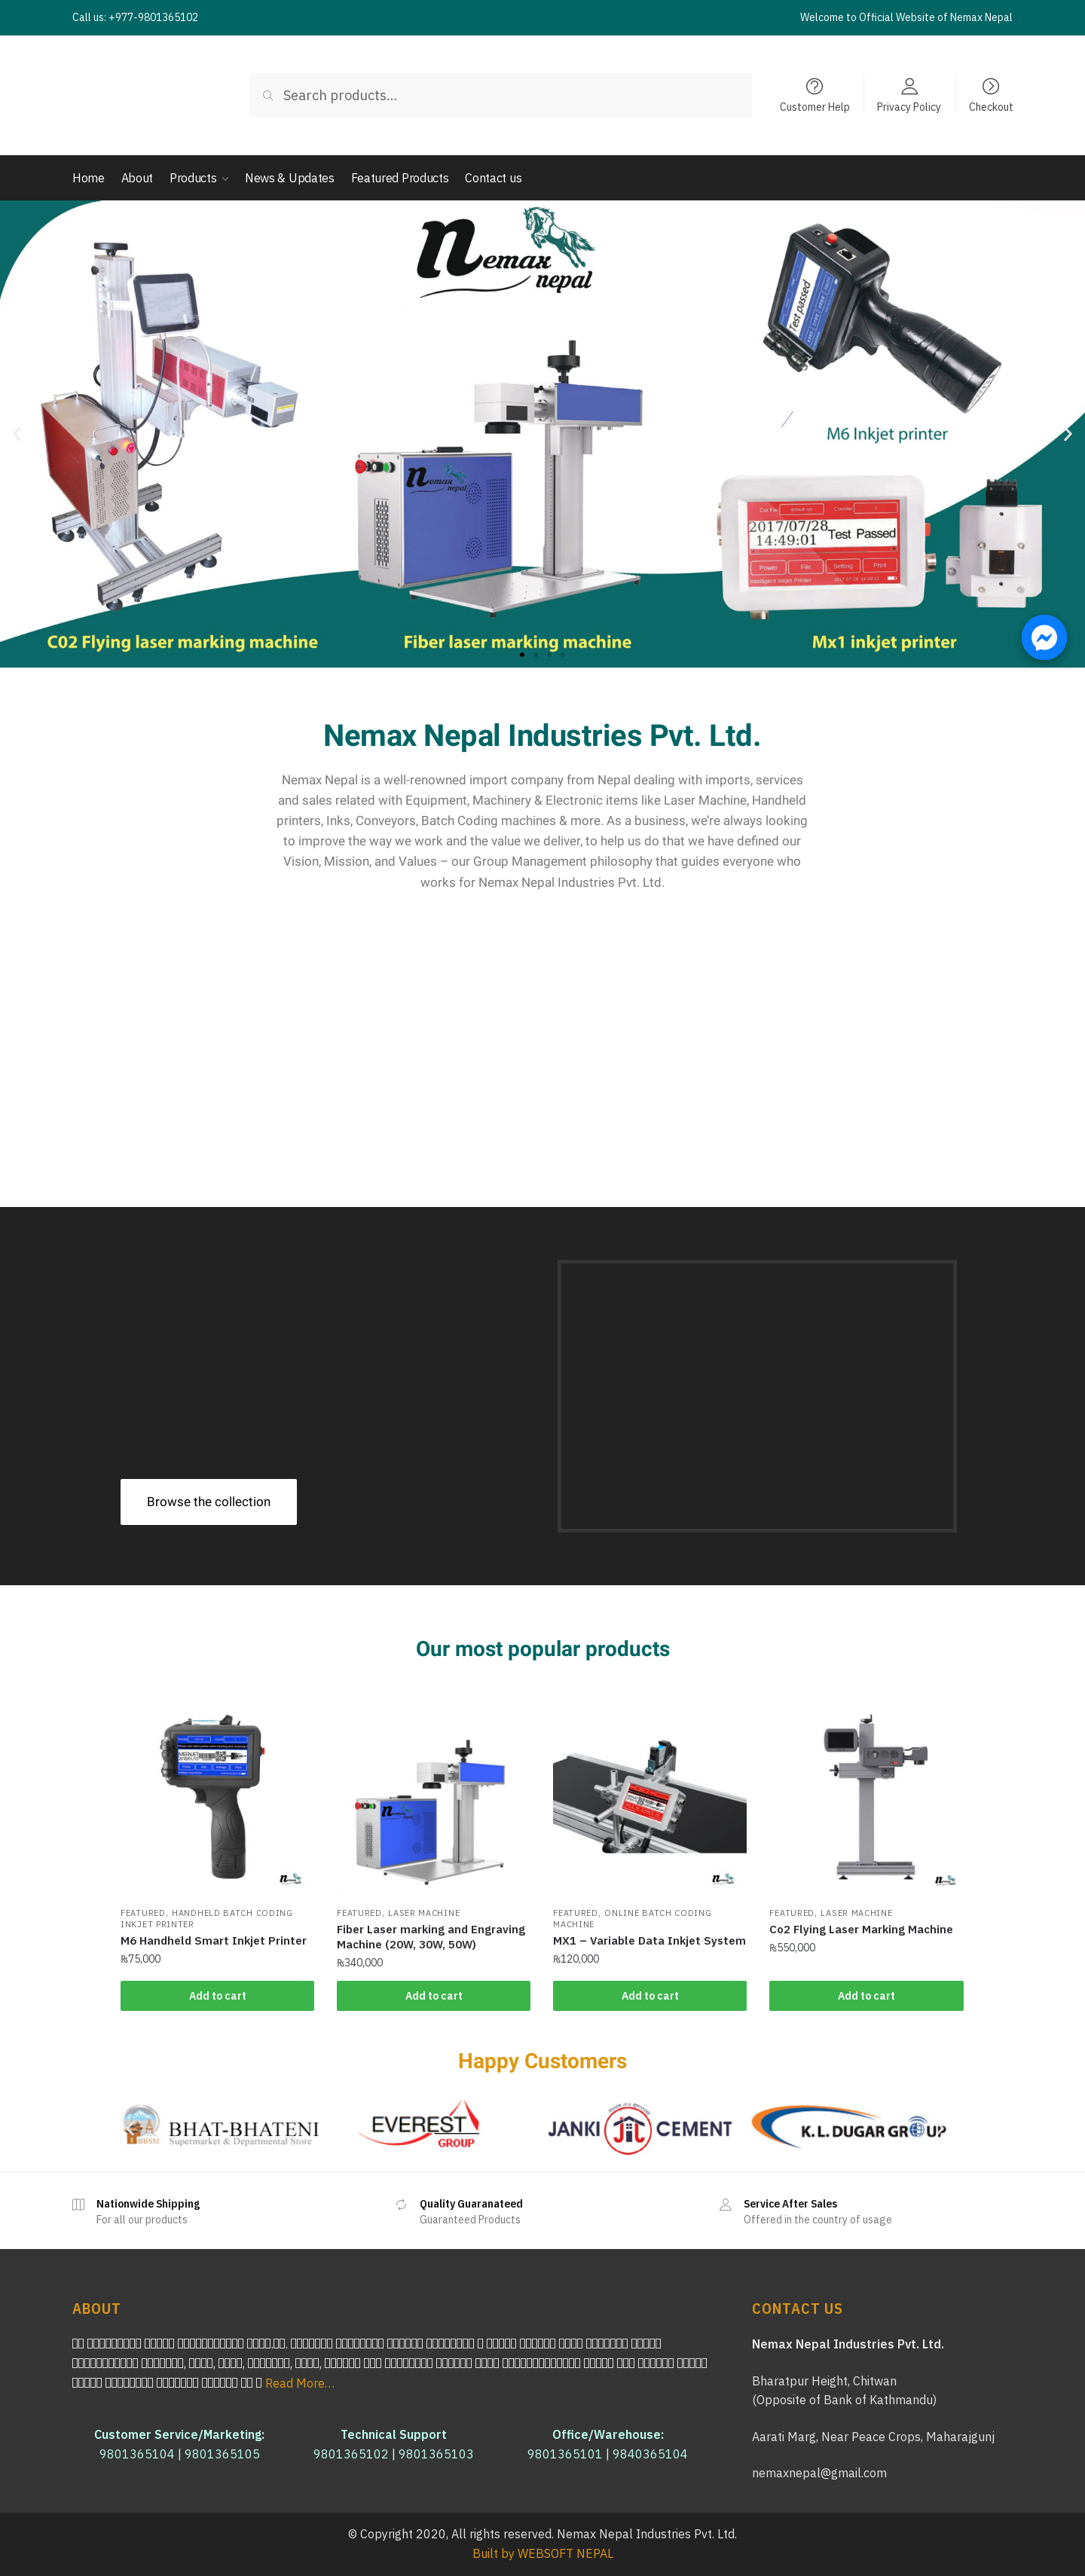 Call us: +977-9801365102
Welcome to Official Website of Nemax Nepal
Search products...
Customer Help
Privacy Policy
Checkout
Home About Products News & Updates Featured Products Contact us
Nemax
nepal
Test passed
M6 Inkjet printer
Nemax
nepal
2017/07/28
14:49:01
Test Passed
Power File Setting Print
Intelligent Inkjet Printer
C02 Flying laser marking machine
Fiber laser marking machine
Mx1 inkjet printer
Nemax Nepal Industries Pvt. Ltd.
Nemax Nepal is a well-renowned import company from Nepal dealing with imports, services
and sales related with Equipment, Machinery & Electronic items like Laser Machine, Handheld
printers, Inks, Conveyors, Batch Coding machines & more. As a business, we’re always looking
to improve the way we work and the value we deliver, to help us do that we have defined our
Vision, Mission, and Values – our Group Management philosophy that guides everyone who
works for Nemax Nepal Industries Pvt. Ltd.
Browse the collection
Our most popular products
FEATURED, HANDHELD BATCH CODING
INKJET PRINTER
M6 Handheld Smart Inkjet Printer
₨75,000
Add to cart
FEATURED, LASER MACHINE
Fiber Laser marking and Engraving
Machine (20W, 30W, 50W)
₨340,000
Add to cart
FEATURED, ONLINE BATCH CODING
MACHINE
MX1 – Variable Data Inkjet System
₨120,000
Add to cart
FEATURED, LASER MACHINE
Co2 Flying Laser Marking Machine
₨550,000
Add to cart
Happy Customers
BBSM
BHAT-BHATENI
Supermarket & Departmental Store
EVEREST
GROUP
JANKI CEMENT
K.L. DUGAR GROUP
Nationwide Shipping
For all our products
Quality Guaranateed
Guaranteed Products
Service After Sales
Offered in the country of usage
ABOUT
Read More…
Customer Service/Marketing:
9801365104 | 9801365105
Technical Support
9801365102 | 9801365103
Office/Warehouse:
9801365101 | 9840365104
CONTACT US
Nemax Nepal Industries Pvt. Ltd.
Bharatpur Height, Chitwan
(Opposite of Bank of Kathmandu)
Aarati Marg, Near Peace Crops, Maharajgunj
nemaxnepal@gmail.com
© Copyright 2020, All rights reserved. Nemax Nepal Industries Pvt. Ltd.
Built by WEBSOFT NEPAL